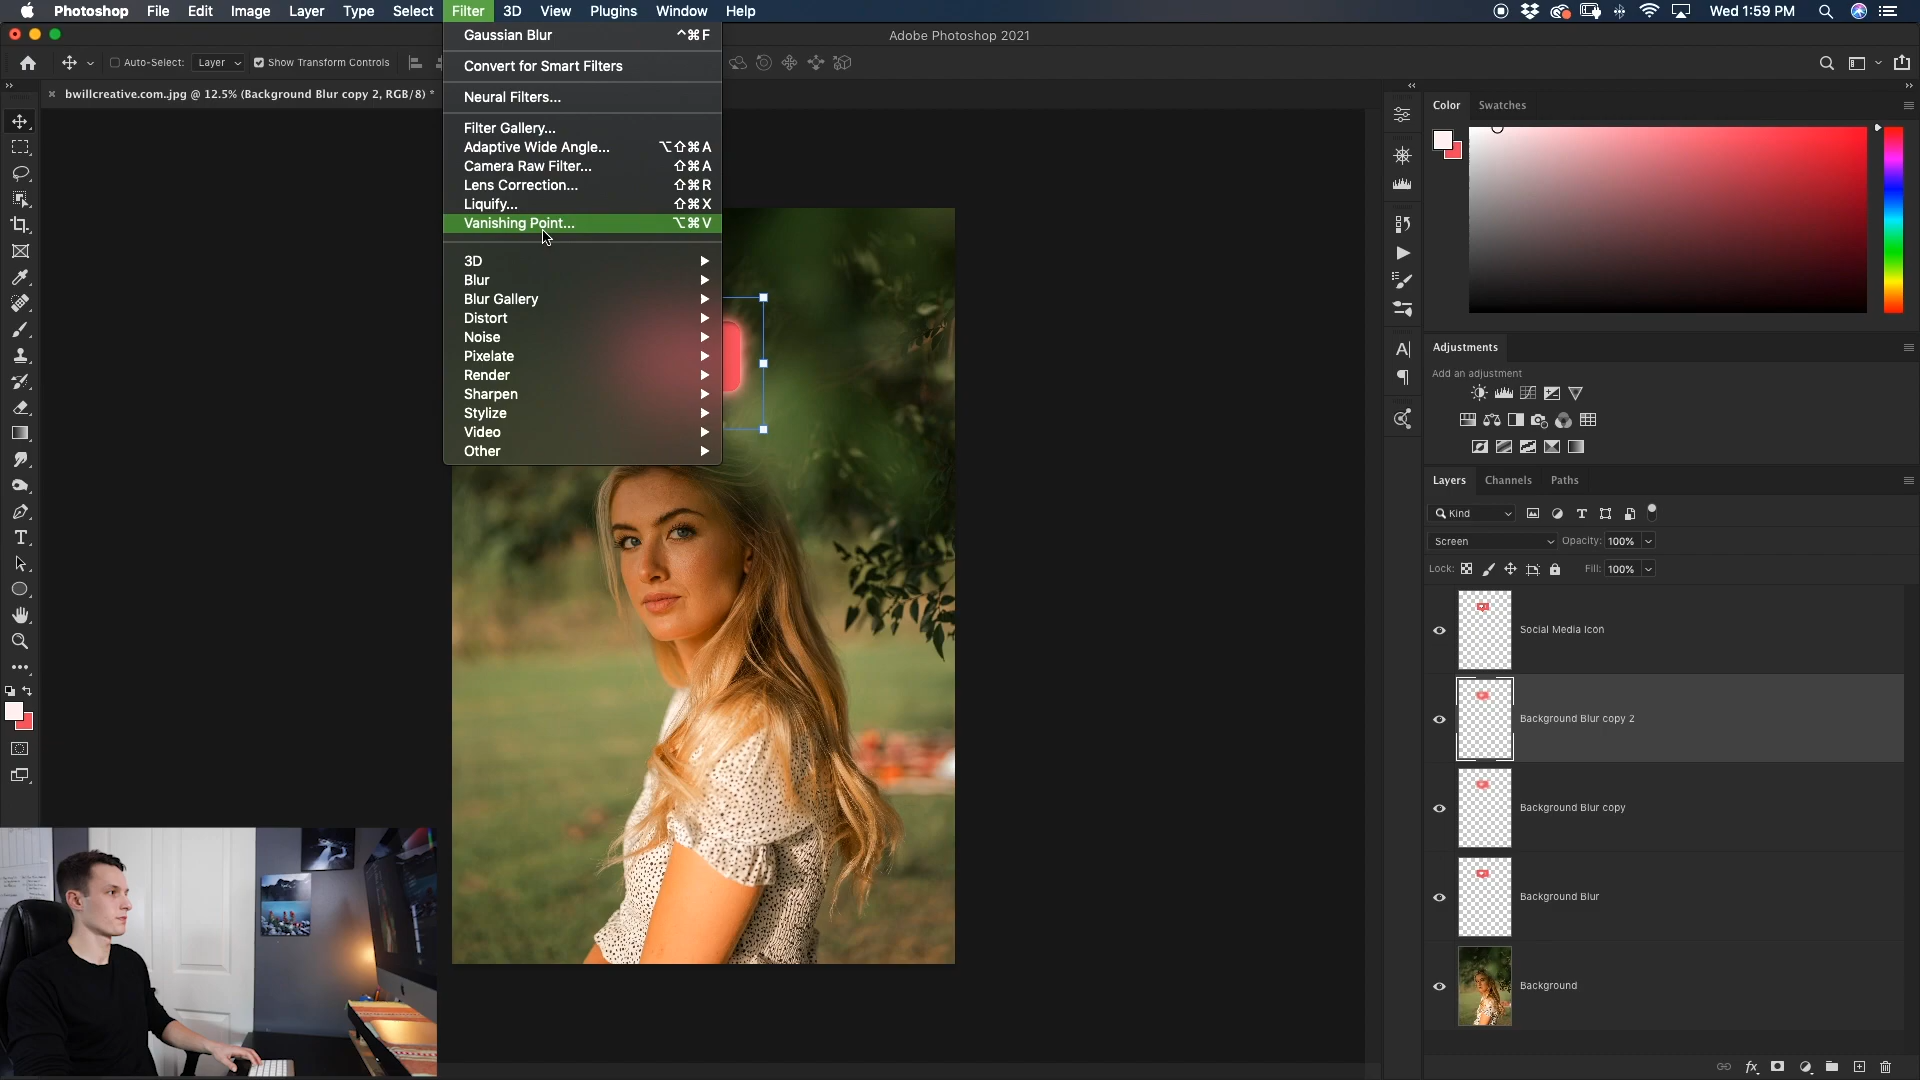 Photoshop File Edit Image Layer Type Select Filter 3D View Plugins Window Help Wed 1:59 PM
Adobe Photoshop 2021
Auto-Select: Layer Show Transform Controls
bwillcreative.com..jpg @ 12.5% (Background Blur copy 2, RGB/8) *
Gaussian Blur ^⌘F
Convert for Smart Filters
Neural Filters...
Filter Gallery...
Adaptive Wide Angle... ⌥⇧⌘A
Camera Raw Filter... ⇧⌘A
Lens Correction... ⇧⌘R
Liquify... ⇧⌘X
Vanishing Point... ⌥⌘V
3D
Blur
Blur Gallery
Distort
Noise
Pixelate
Render
Sharpen
Stylize
Video
Other
Color Swatches
Adjustments
Add an adjustment
Layers Channels Paths
Kind
Screen Opacity: 100%
Lock: Fill: 100%
Social Media Icon
Background Blur copy 2
Background Blur copy
Background Blur
Background